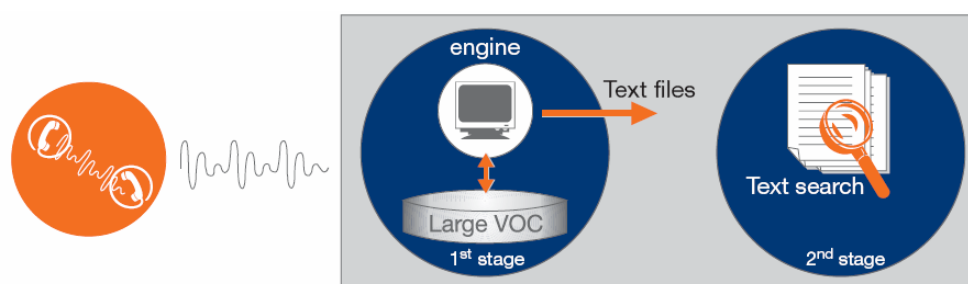 engine
Text files
Large VOC
1st stage
Text search
2nd stage